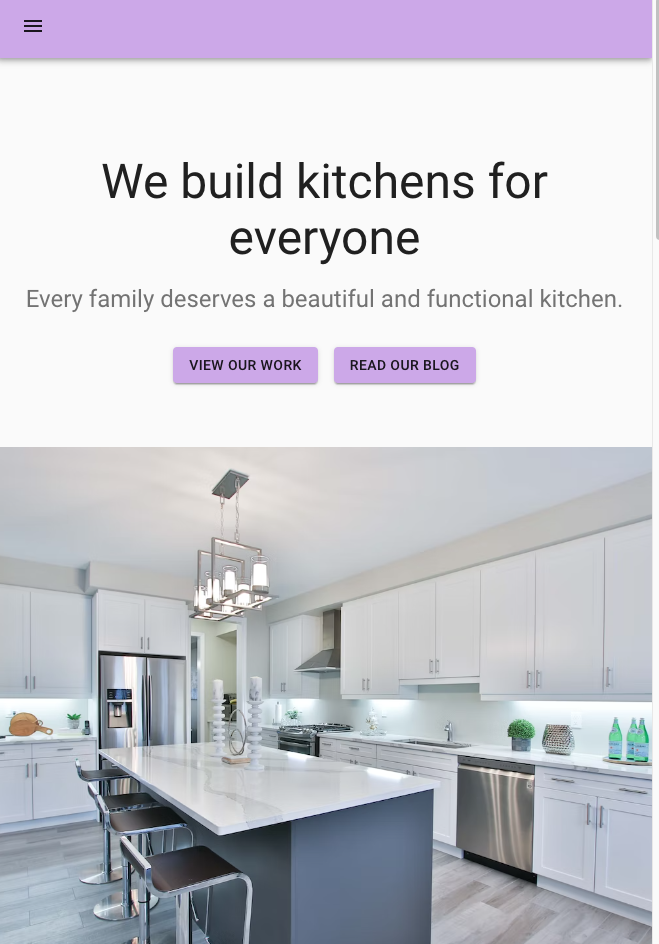 We build kitchens for
everyone
Every family deserves a beautiful and functional kitchen.
VIEW OUR WORK
READ OUR BLOG